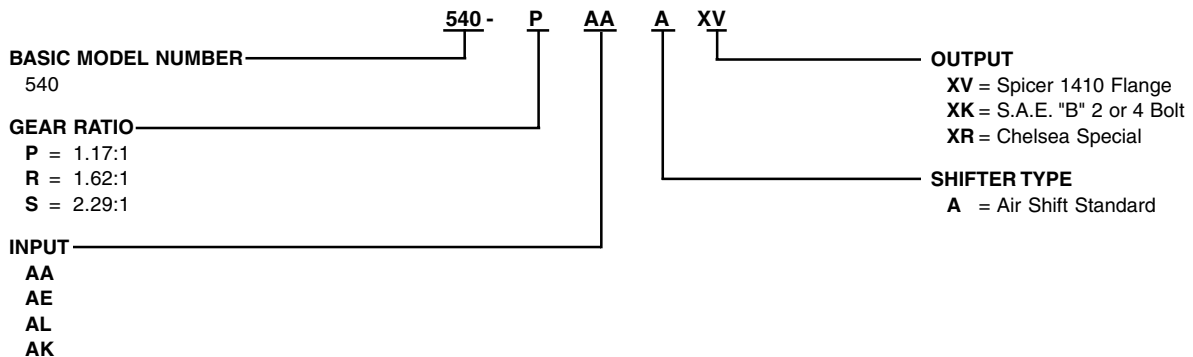 540- P AA A XV
BASIC MODEL NUMBER
540
GEAR RATIO
P = 1.17:1
R = 1.62:1
S = 2.29:1
INPUT
AA
AE
AL
AK
OUTPUT
XV = Spicer 1410 Flange
XK = S.A.E. "B" 2 or 4 Bolt
XR = Chelsea Special
SHIFTER TYPE
A = Air Shift Standard